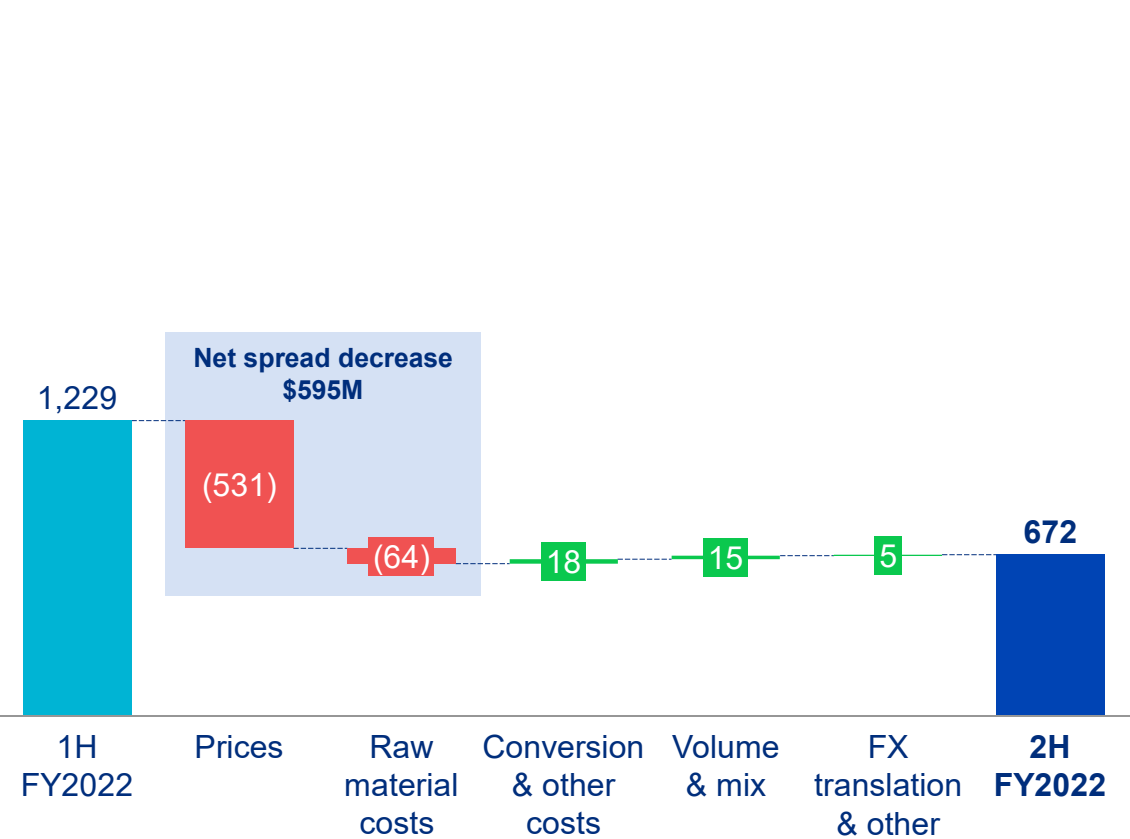 Net spread decrease
$595M
1,229
(531)
(64)
18
15
5
672
1H
FY2022
Prices
Raw
material
costs
Conversion
& other
costs
Volume
& mix
FX
translation
& other
2H
FY2022